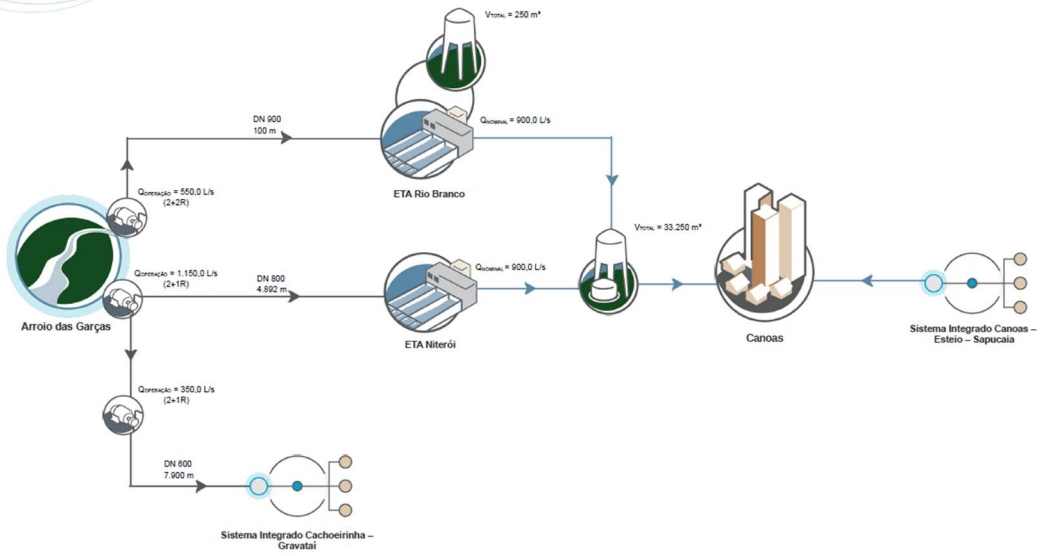 VTOTAL = 250 m³
DN 900
100 m
QNOMINAL = 900,0 L/s
ETA Rio Branco
QOPERAÇÃO = 550,0 L/s
(2+2R)
VTOTAL = 33.250 m³
QOPERAÇÃO = 1.150,0 L/s
(2+1R)
DN 800
4.892 m
QNOMINAL = 900,0 L/s
Arroio das Garças
ETA Niterói
Canoas
Sistema Integrado Canoas –
Esteio – Sapucaia
QOPERAÇÃO = 350,0 L/s
(2+1R)
DN 600
7.900 m
Sistema Integrado Cachoeirinha –
Gravataí